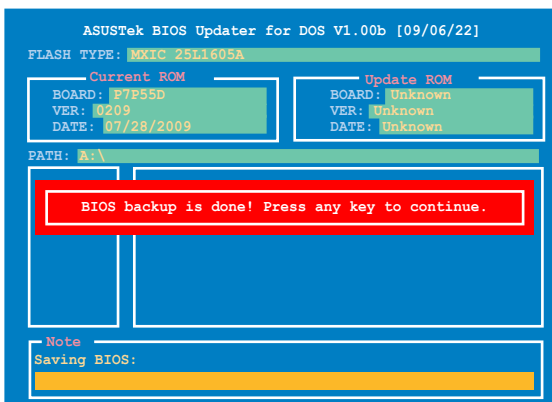 ASUSTek BIOS Updater for DOS V1.00b [09/06/22]
FLASH TYPE: MXIC 25L1605A
Current ROM
BOARD: P7P55D
VER: 0209
DATE: 07/28/2009
Update ROM
BOARD: Unknown
VER: Unknown
DATE: Unknown
PATH: A:\
BIOS backup is done! Press any key to continue.
Note
Saving BIOS: